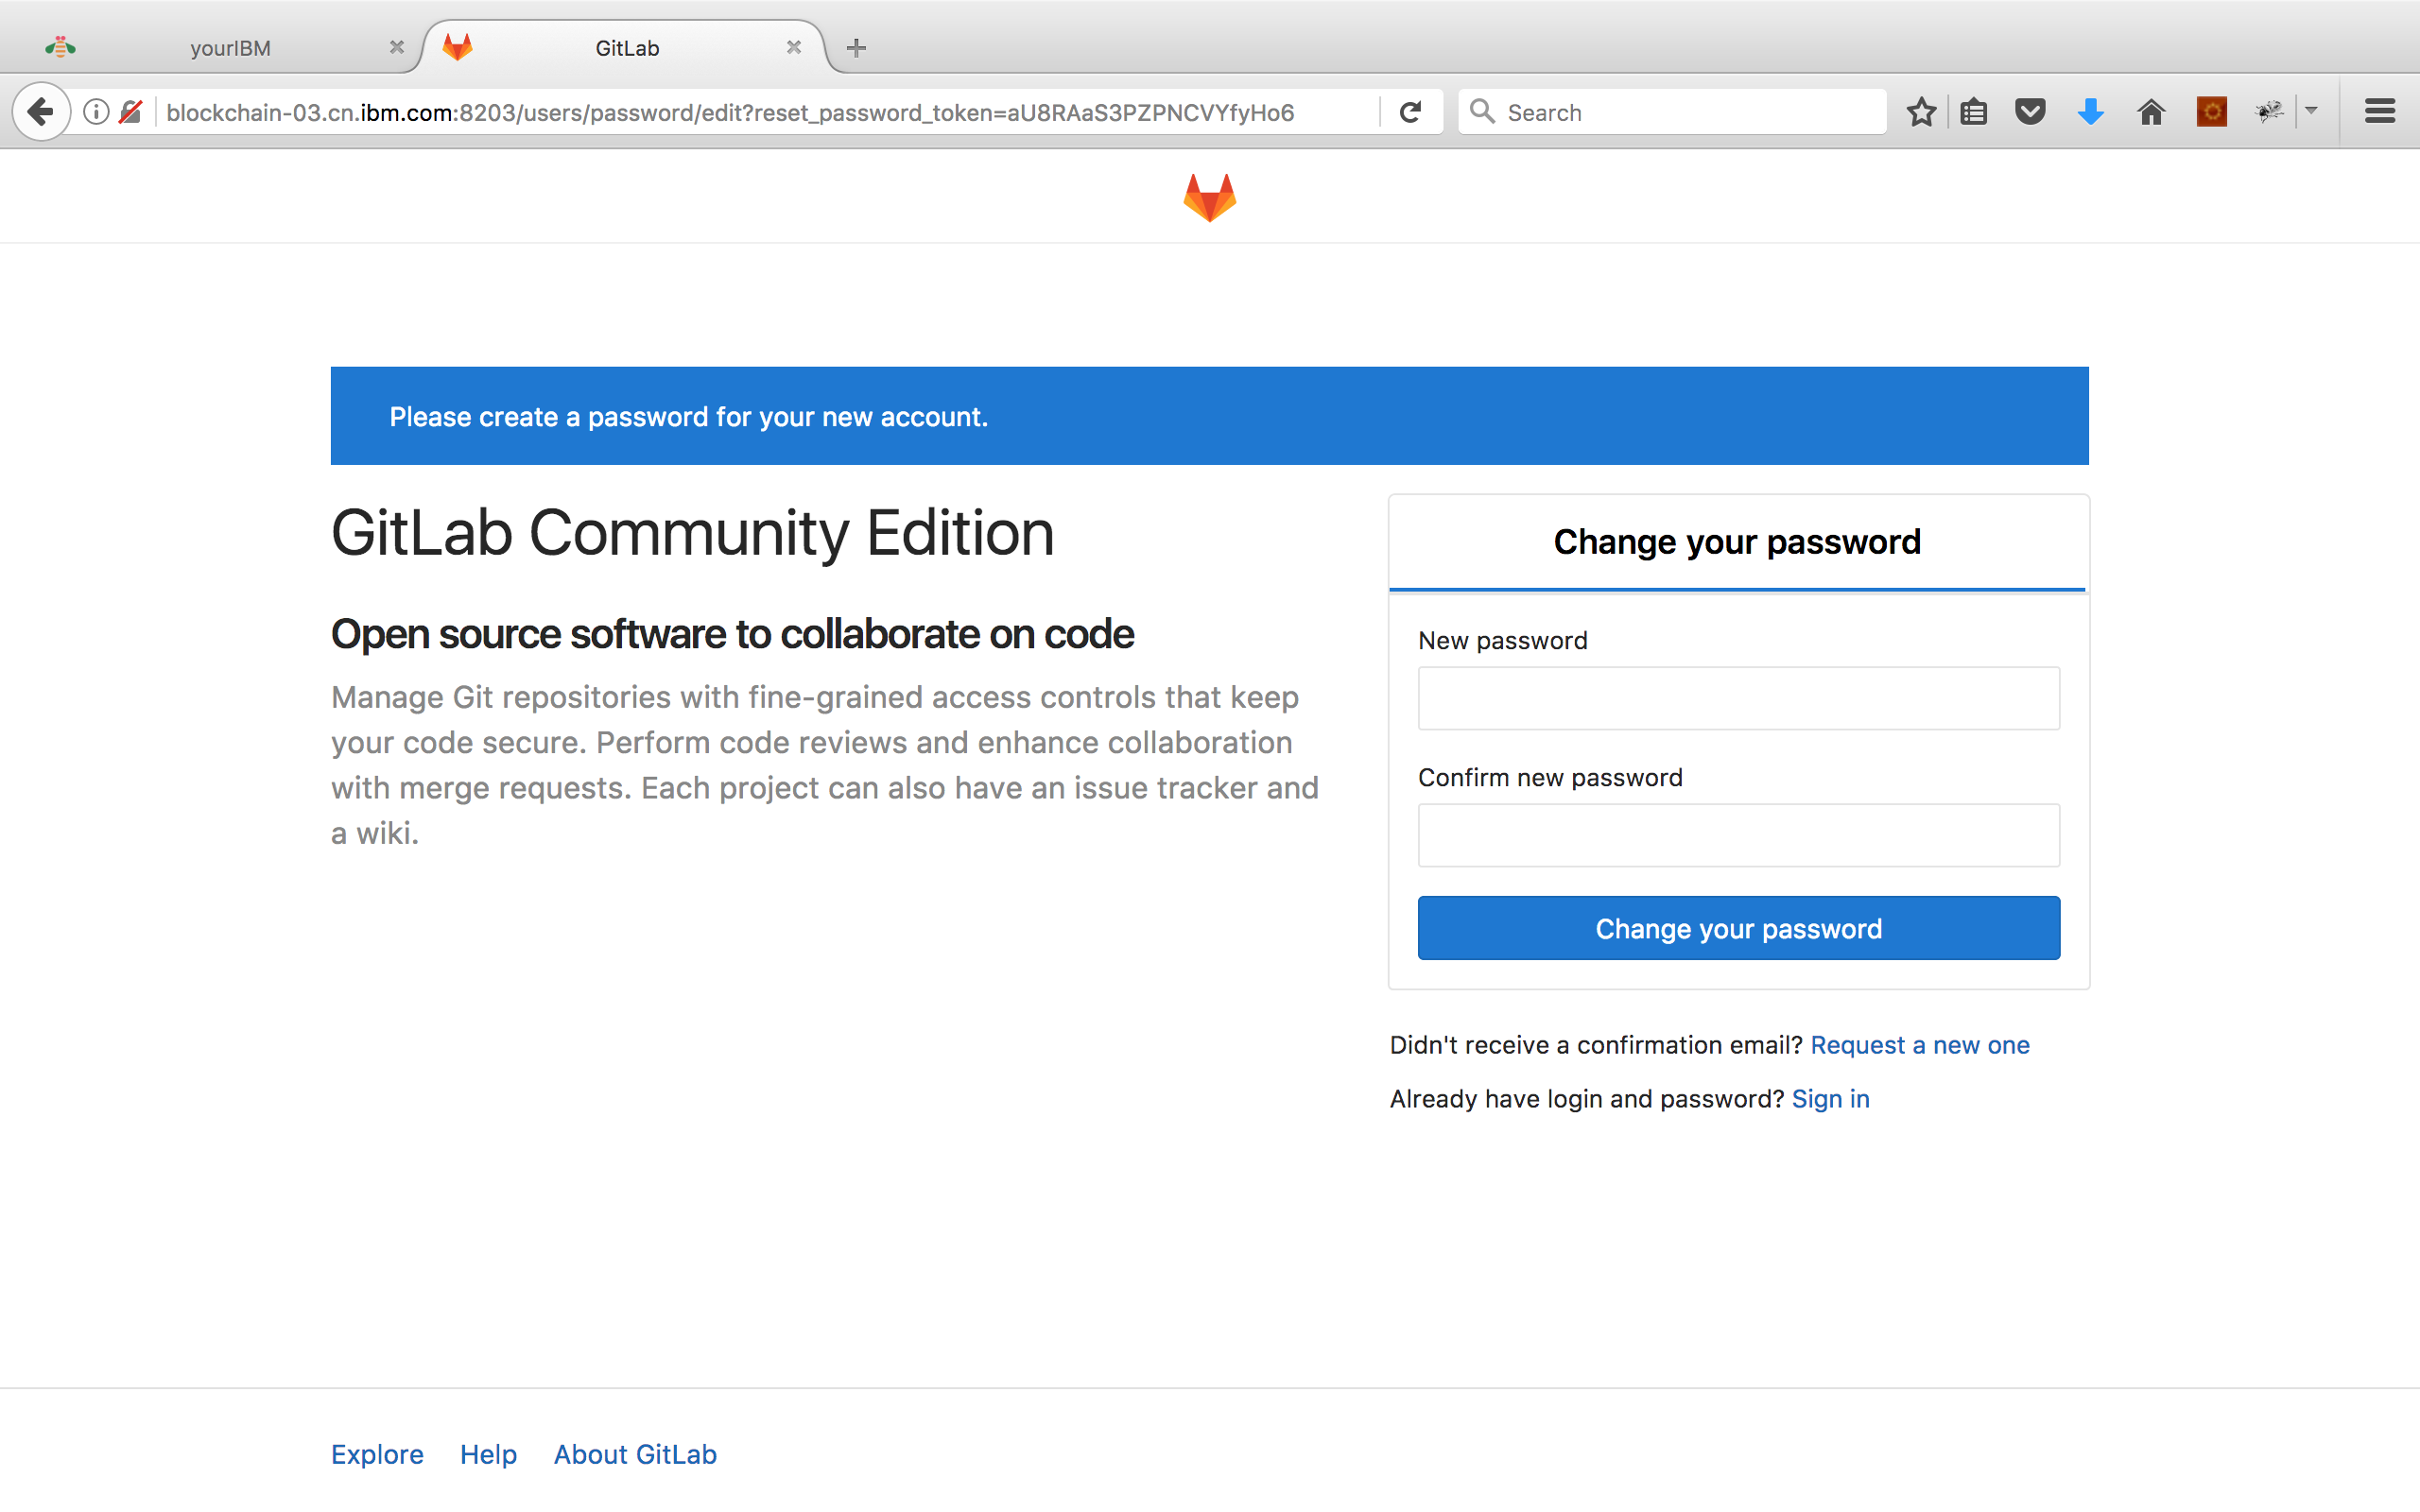 yourIBM
GitLab
blockchain-03.cn.ibm.com:8203/users/password/edit?reset_password_token=aU8RAaS3PZPNCVYfyHo6
Search
Please create a password for your new account.
GitLab Community Edition
Open source software to collaborate on code
Manage Git repositories with fine-grained access controls that keep
your code secure. Perform code reviews and enhance collaboration
with merge requests. Each project can also have an issue tracker and
a wiki.
Change your password
New password
Confirm new password
Change your password
Didn't receive a confirmation email? Request a new one
Already have login and password? Sign in
Explore Help About GitLab